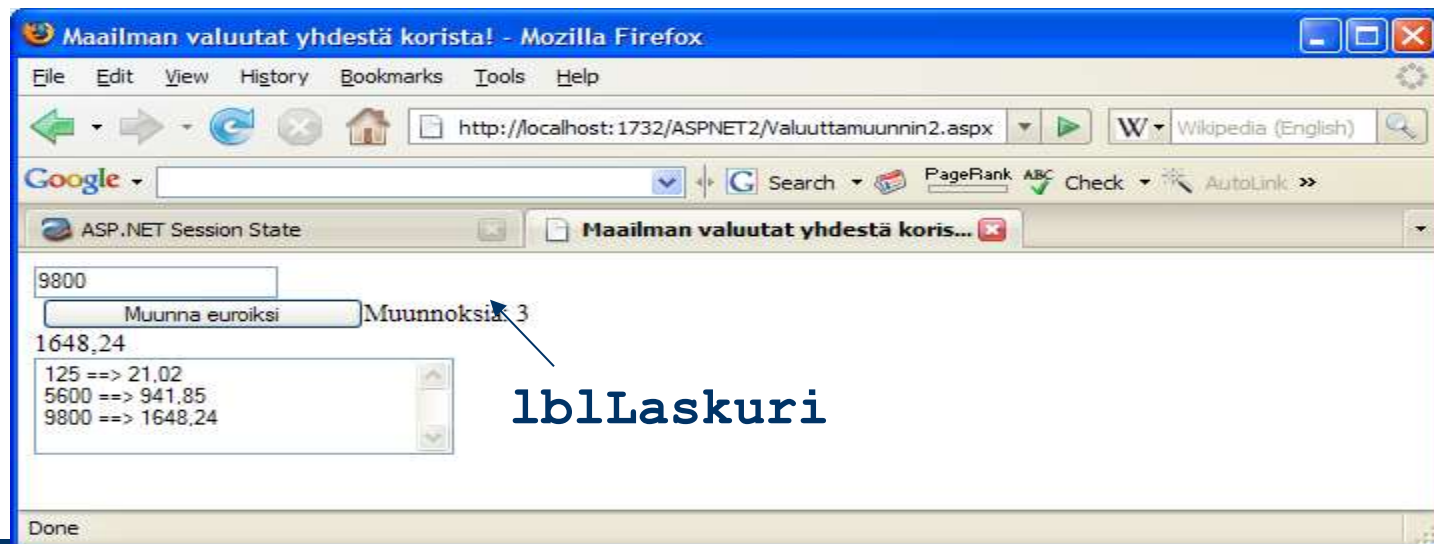 Maailman valuutat yhdestä korista! - Mozilla Firefox
File Edit View History Bookmarks Tools Help
http://localhost:1732/ASPNET2/Valuuttamuunnin2.aspx W Wikipedia (English)
Google G Search PageRank ABC Check AutoLink »
ASP.NET Session State Maailman valuutat yhdestä koris...
9800
Muunna euroiksi Muunnoksia: 3
1648,24
125 ==> 21,02
5600 ==> 941,85
9800 ==> 1648,24
lblLaskuri
Done